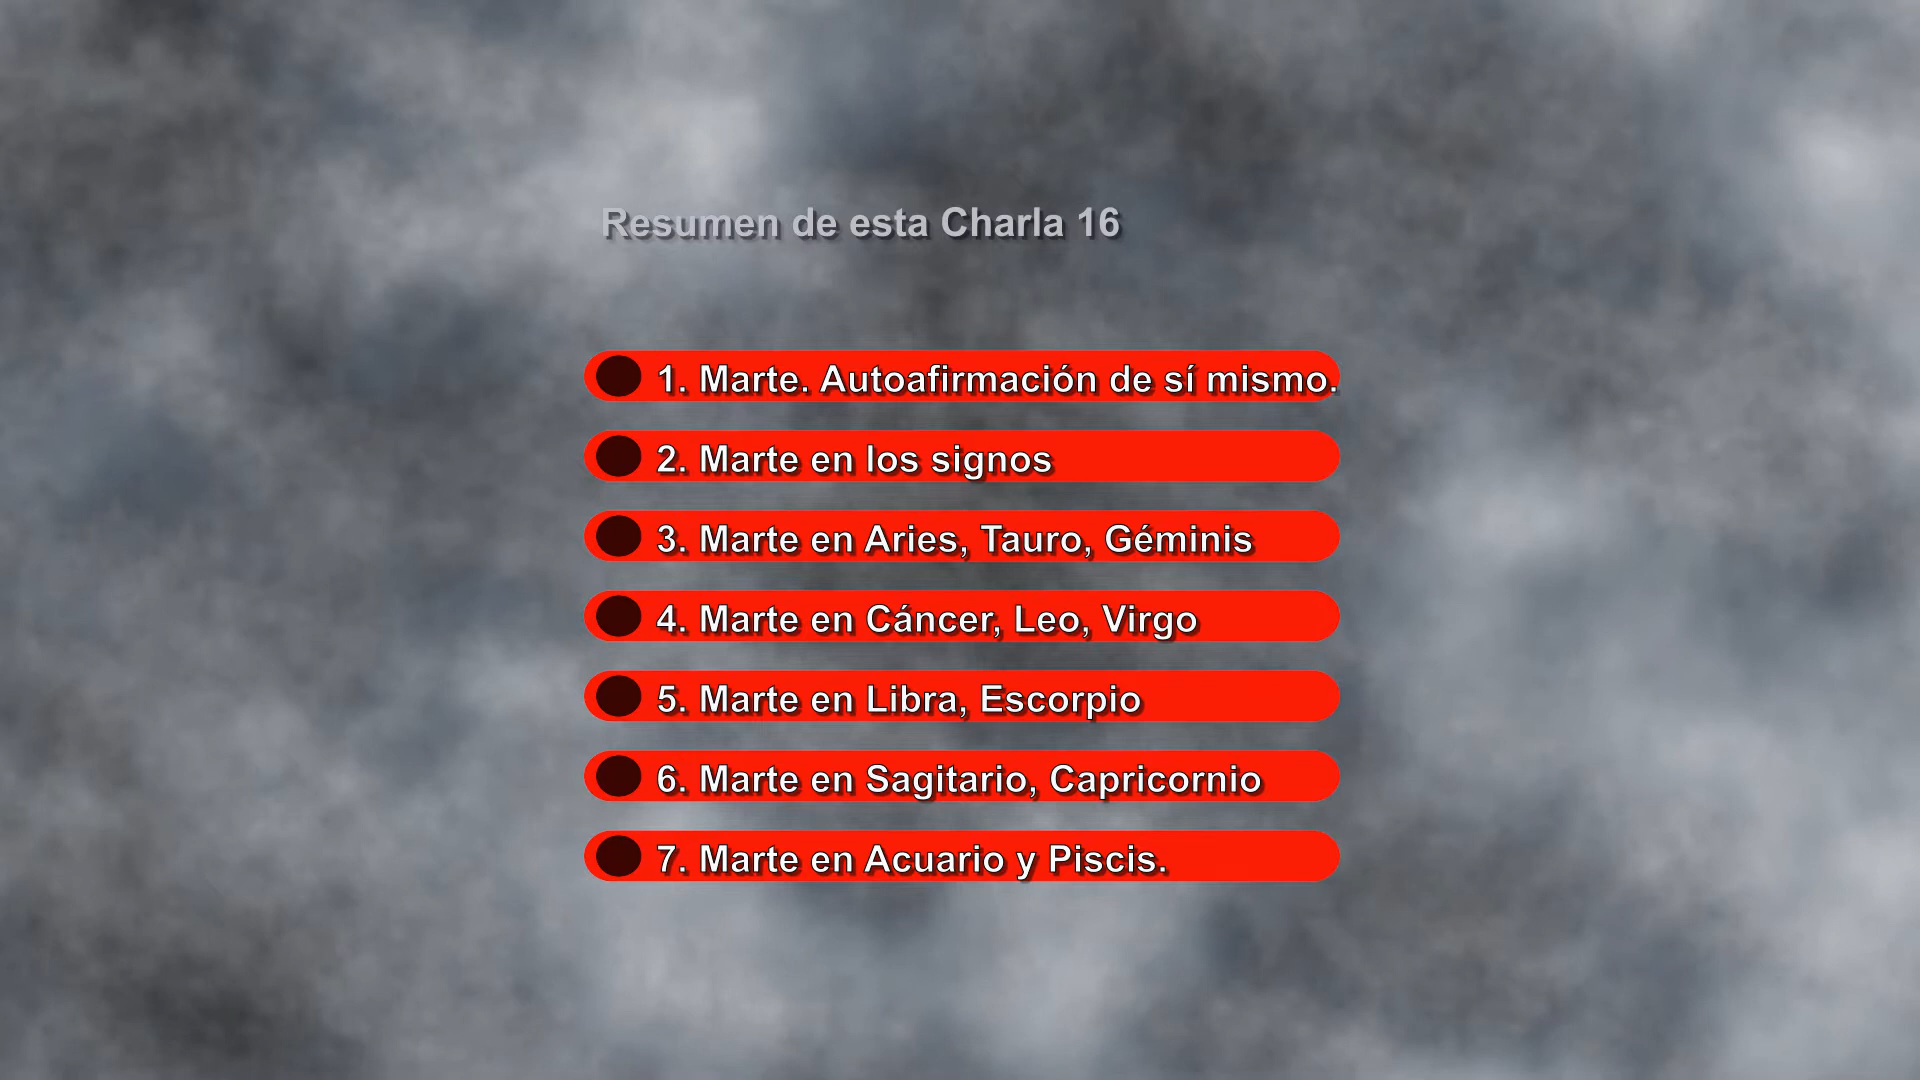 Resumen de esta Charla 16
1. Marte. Autoafirmación de sí mismo.
2. Marte en los signos
3. Marte en Aries, Tauro, Géminis
4. Marte en Cáncer, Leo, Virgo
5. Marte en Libra, Escorpio
6. Marte en Sagitario, Capricornio
7. Marte en Acuario y Piscis.